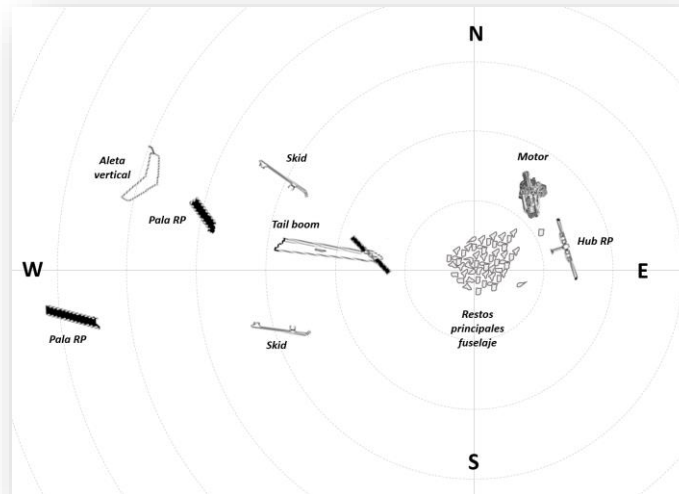 N
Aleta
vertical
Skid
Motor
Pala RP
Tail boom
Hub RP
W
E
Pala RP
Skid
Restos
principales
fuselaje
S